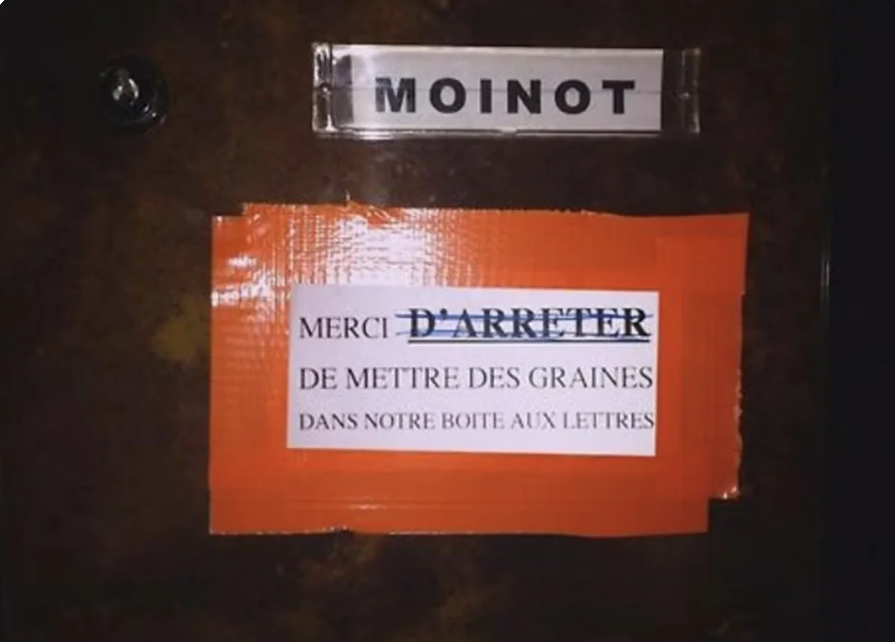 MOINOT
MERCI D'ARRETER
DE METTRE DES GRAINES
DANS NOTRE BOITE AUX LETTRES